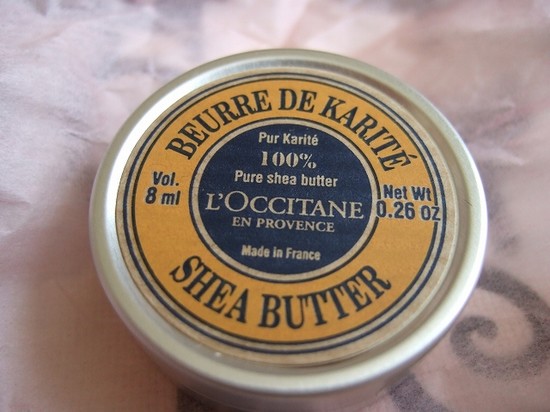 BEURRE DE KARITÉ
Pur Karité
100%
Pure shea butter
Vol.
8 ml
L'OCCITANE
EN PROVENCE
Net Wt
0.26 oz
Made in France
SHEA BUTTER